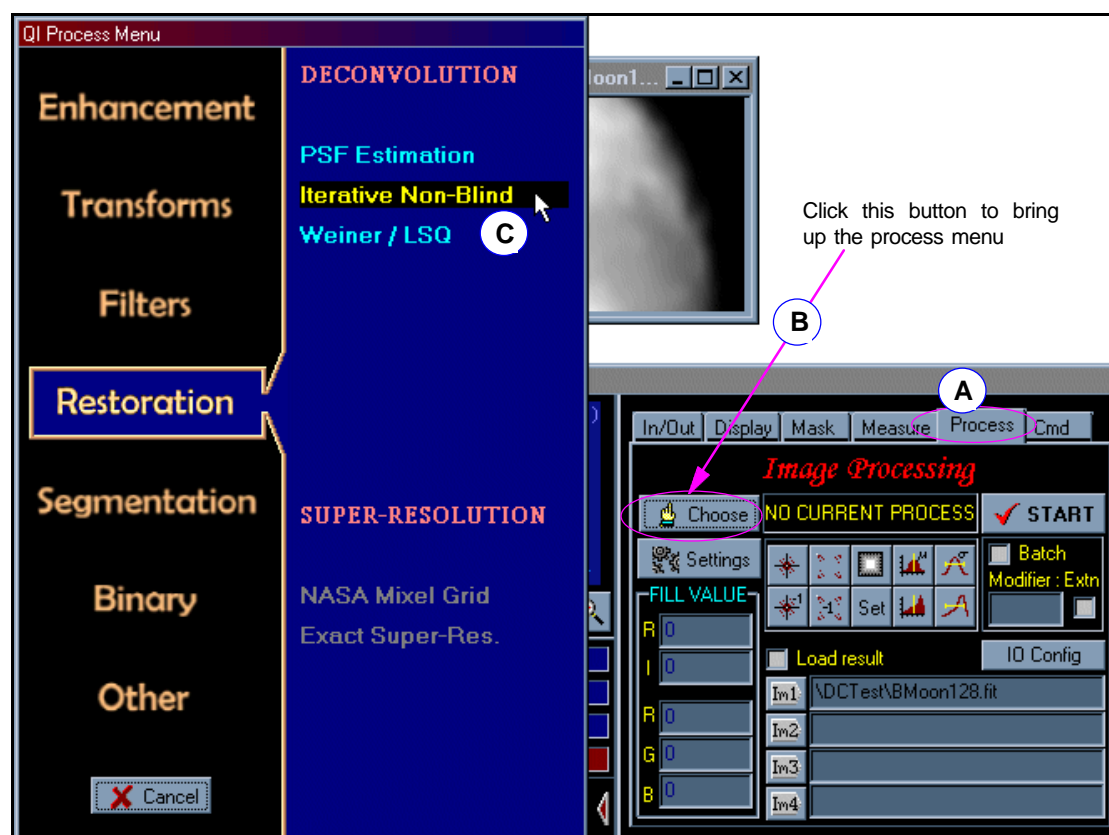 QI Process Menu
Enhancement
Transforms
Filters
Restoration
Segmentation
Binary
Other
Cancel
DECONVOLUTION
PSF Estimation
Iterative Non-Blind
Weiner / LSQ
C
SUPER-RESOLUTION
NASA Mixel Grid
Exact Super-Res.
Moon1...
Click this button to bring
up the process menu
B
A
In/Out Display Mask Measure Process Cmd
Image Processing
Choose NO CURRENT PROCESS START
Settings
Batch
Modifier : Extn
Set
FILL VALUE
R 0
I 0
R 0
G 0
B 0
Load result IO Config
Im1 \DCTest\BMoon128.fit
Im2
Im3
Im4